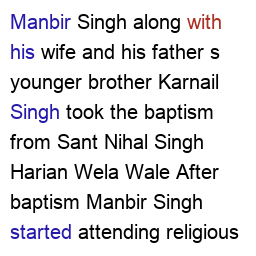 Manbir Singh along with
his wife and his father s
younger brother Karnail
Singh took the baptism
from Sant Nihal Singh
Harian Wela Wale After
baptism Manbir Singh
started attending religious